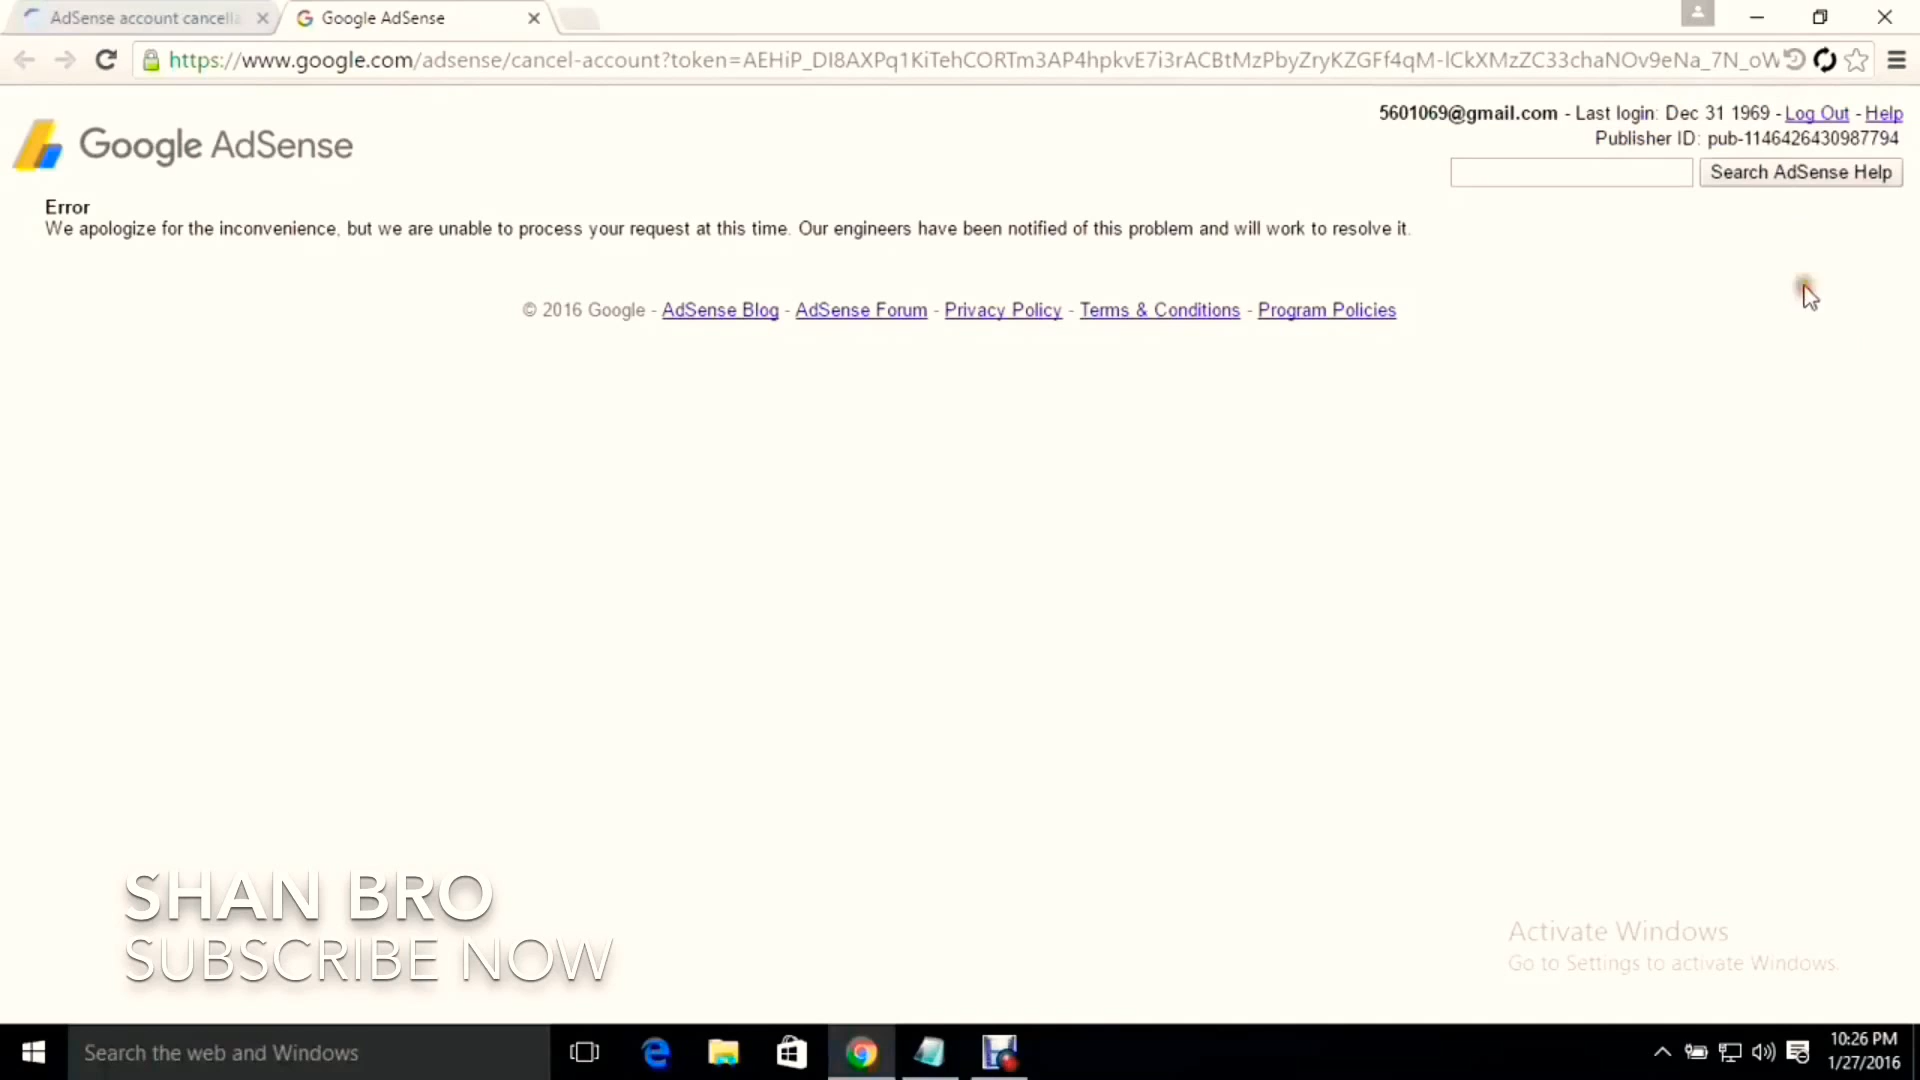 AdSense account cancella
Google AdSense
https://www.google.com/adsense/cancel-account?token=AEHiP_DI8AXPq1KiTehCORTm3AP4hpkvE7i3rACBtMzPbyZryKZGFf4qM-lCkXMzZC33chaNOv9eNa_7N_oW
5601069@gmail.com - Last login: Dec 31 1969 - Log Out - Help
Publisher ID: pub-1146426430987794
Google AdSense
Search AdSense Help
Error
We apologize for the inconvenience, but we are unable to process your request at this time. Our engineers have been notified of this problem and will work to resolve it.
© 2016 Google - AdSense Blog - AdSense Forum - Privacy Policy - Terms & Conditions - Program Policies
SHAN BRO
SUBSCRIBE NOW
Activate Windows
Go to Settings to activate Windows.
Search the web and Windows
10:26 PM
1/27/2016